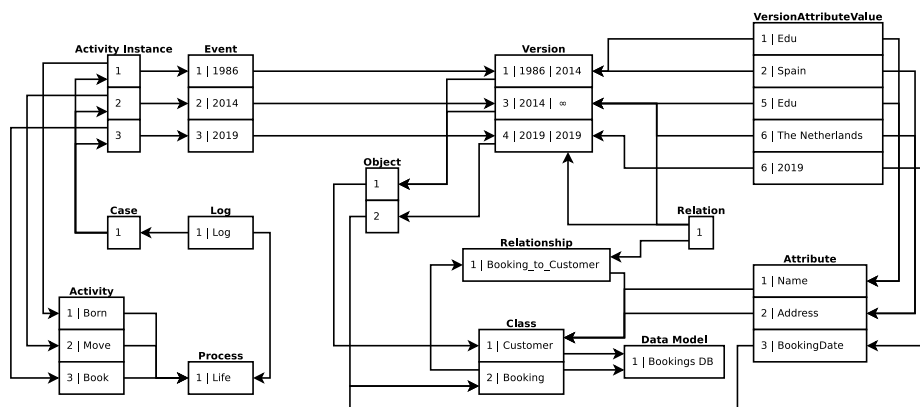 VersionAttributeValue
1 | Edu
2 | Spain
5 | Edu
6 | The Netherlands
6 | 2019
Activity Instance
1
2
3
Event
1 | 1986
2 | 2014
3 | 2019
Version
1 | 1986 | 2014
3 | 2014 | ∞
4 | 2019 | 2019
Object
1
2
Case
1
Log
1 | Log
Relation
1
Relationship
1 | Booking_to_Customer
Attribute
1 | Name
2 | Address
3 | BookingDate
Activity
1 | Born
2 | Move
3 | Book
Process
1 | Life
Class
1 | Customer
2 | Booking
Data Model
1 | Bookings DB